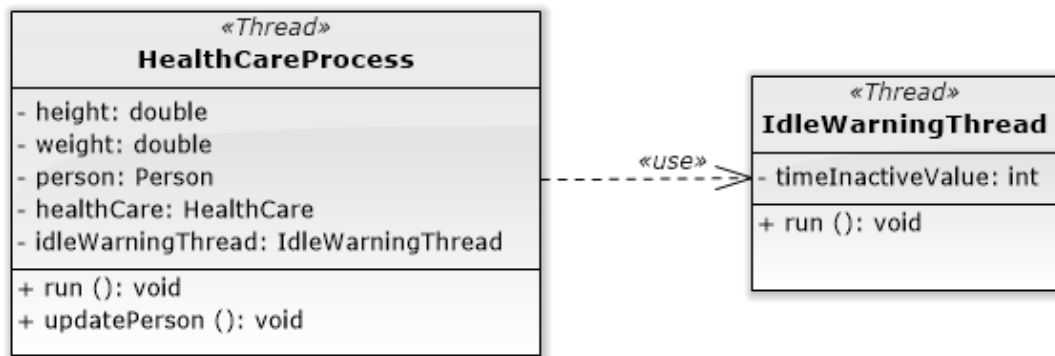 «Thread»
HealthCareProcess
- height: double
- weight: double
- person: Person
- healthCare: HealthCare
- idleWarningThread: IdleWarningThread
+ run (): void
+ updatePerson (): void
«use»
«Thread»
IdleWarningThread
- timeInactiveValue: int
+ run (): void